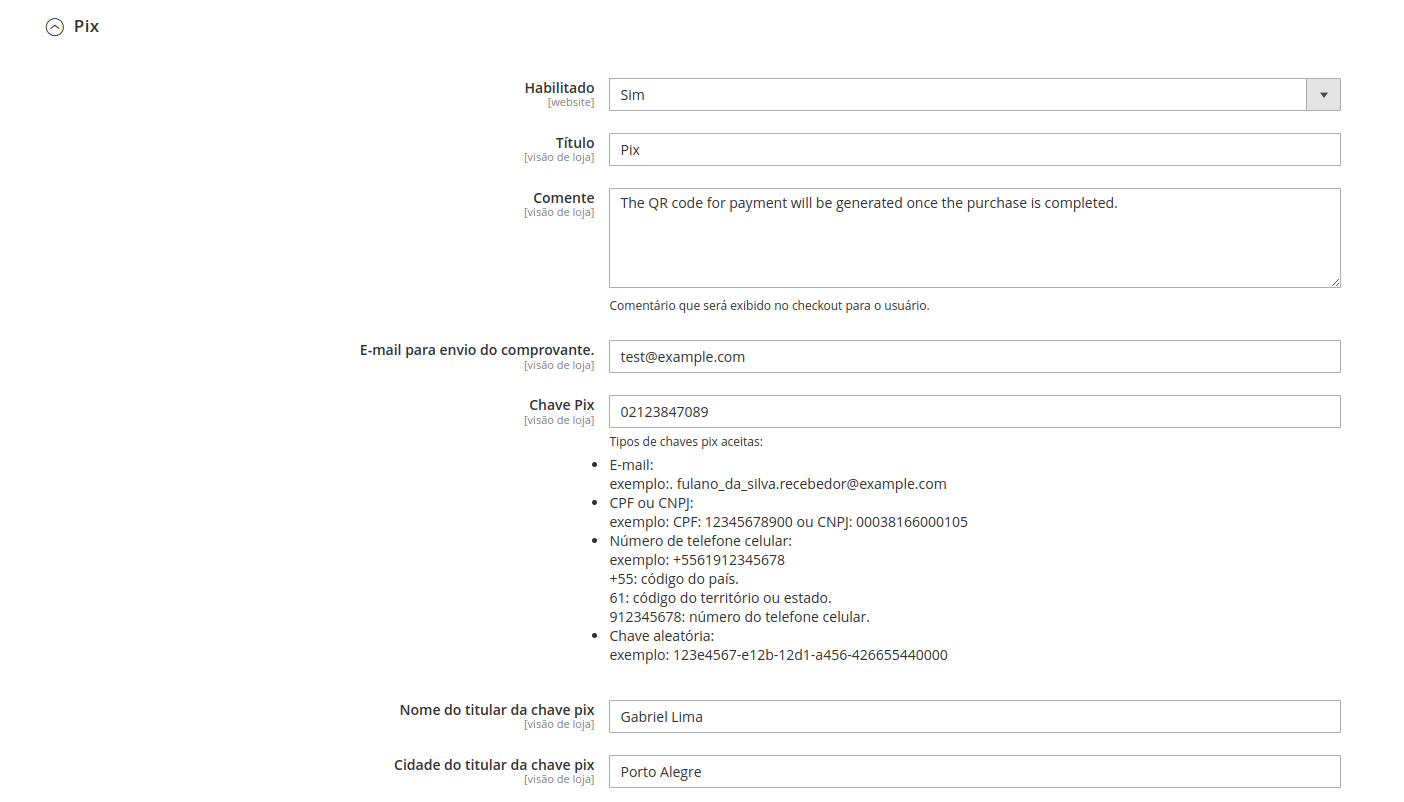 Pix
Habilitado
[website]
Sim
Título
[visão de loja]
Pix
Comente
[visão de loja]
The QR code for payment will be generated once the purchase is completed.
Comentário que será exibido no checkout para o usuário.
E-mail para envio do comprovante.
[visão de loja]
test@example.com
Chave Pix
[visão de loja]
02123847089
Tipos de chaves pix aceitas:
E-mail:
exemplo:. fulano_da_silva.recebedor@example.com
CPF ou CNPJ:
exemplo: CPF: 12345678900 ou CNPJ: 00038166000105
Número de telefone celular:
exemplo: +5561912345678
+55: código do país.
61: código do território ou estado.
912345678: número do telefone celular.
Chave aleatória:
exemplo: 123e4567-e12b-12d1-a456-426655440000
Nome do titular da chave pix
[visão de loja]
Gabriel Lima
Cidade do titular da chave pix
[visão de loja]
Porto Alegre